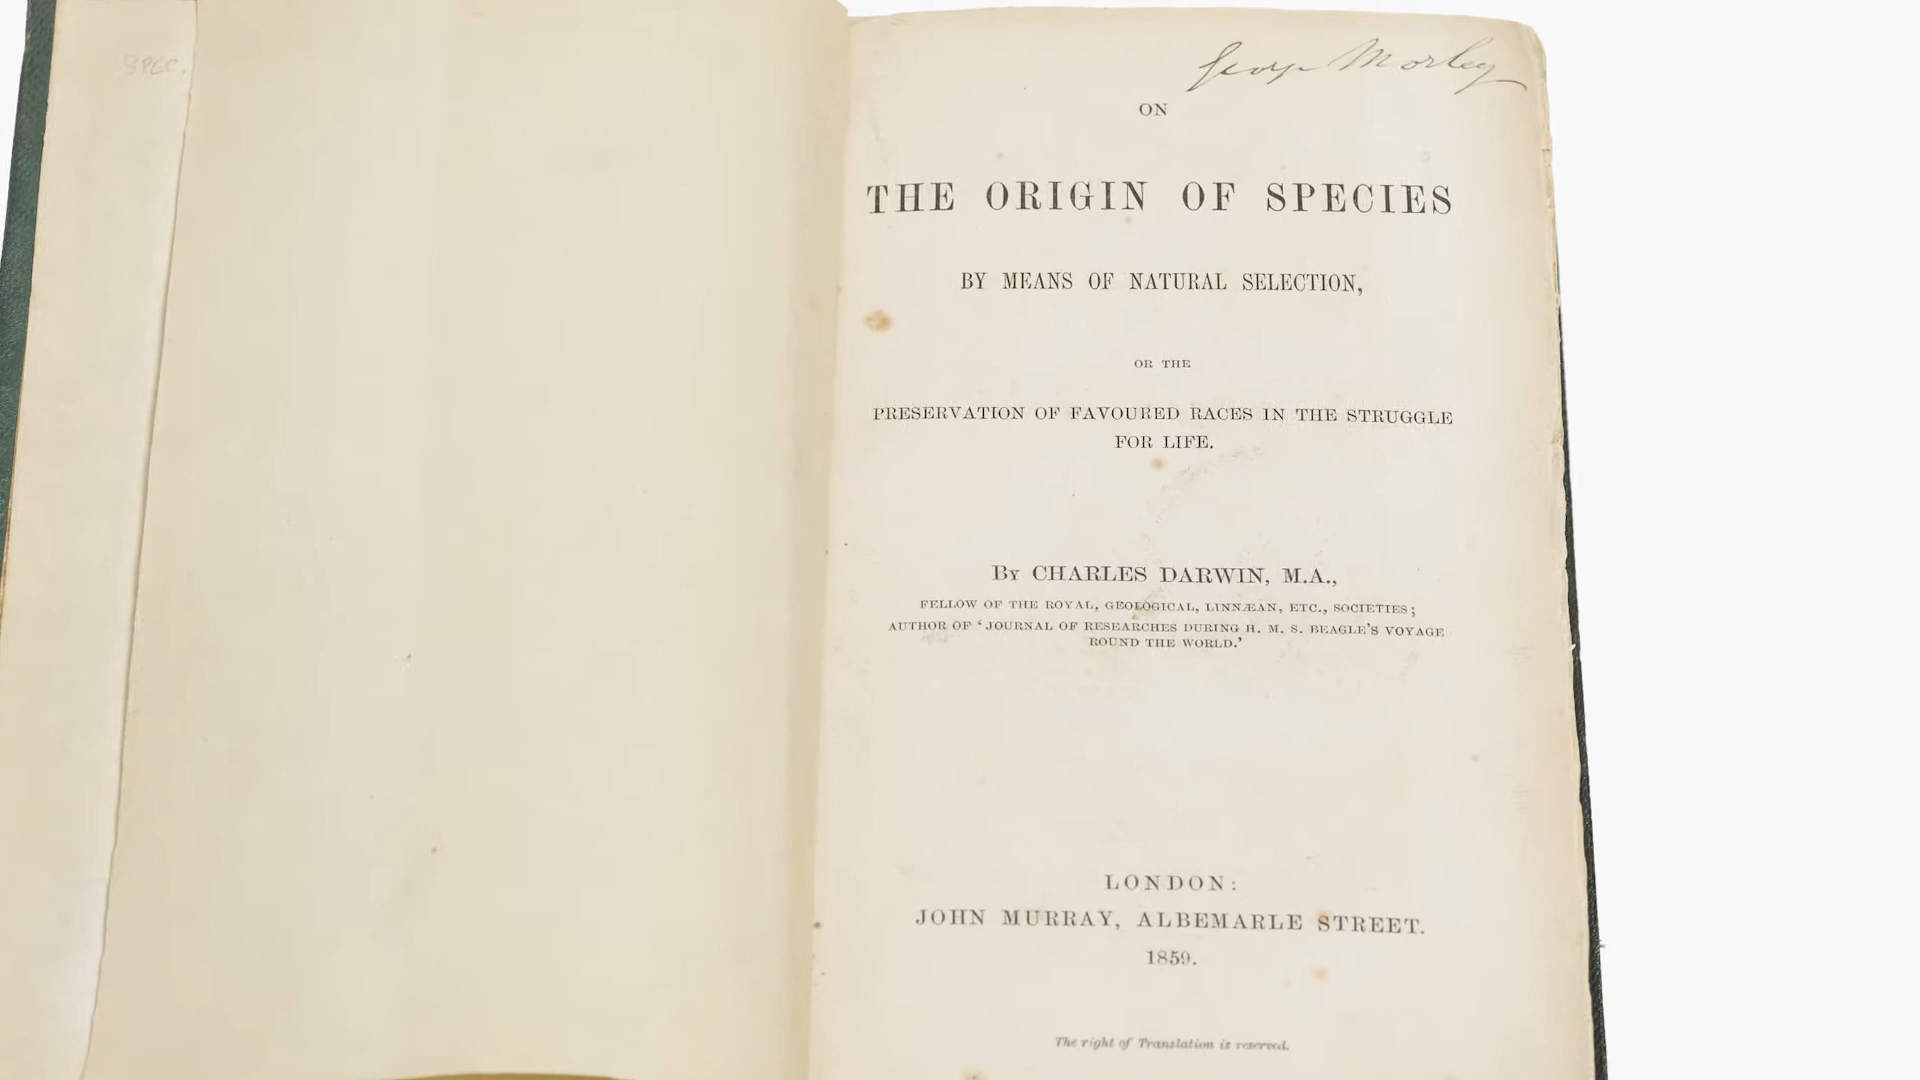 SPEC.
George Morley
ON
THE ORIGIN OF SPECIES
BY MEANS OF NATURAL SELECTION,
OR THE
PRESERVATION OF FAVOURED RACES IN THE STRUGGLE
FOR LIFE.
By CHARLES DARWIN, M.A.,
FELLOW OF THE ROYAL, GEOLOGICAL, LINNÆAN, ETC., SOCIETIES;
AUTHOR OF ‘JOURNAL OF RESEARCHES DURING H. M. S. BEAGLE’S VOYAGE
ROUND THE WORLD.’
LONDON:
JOHN MURRAY, ALBEMARLE STREET.
1859.
The right of Translation is reserved.